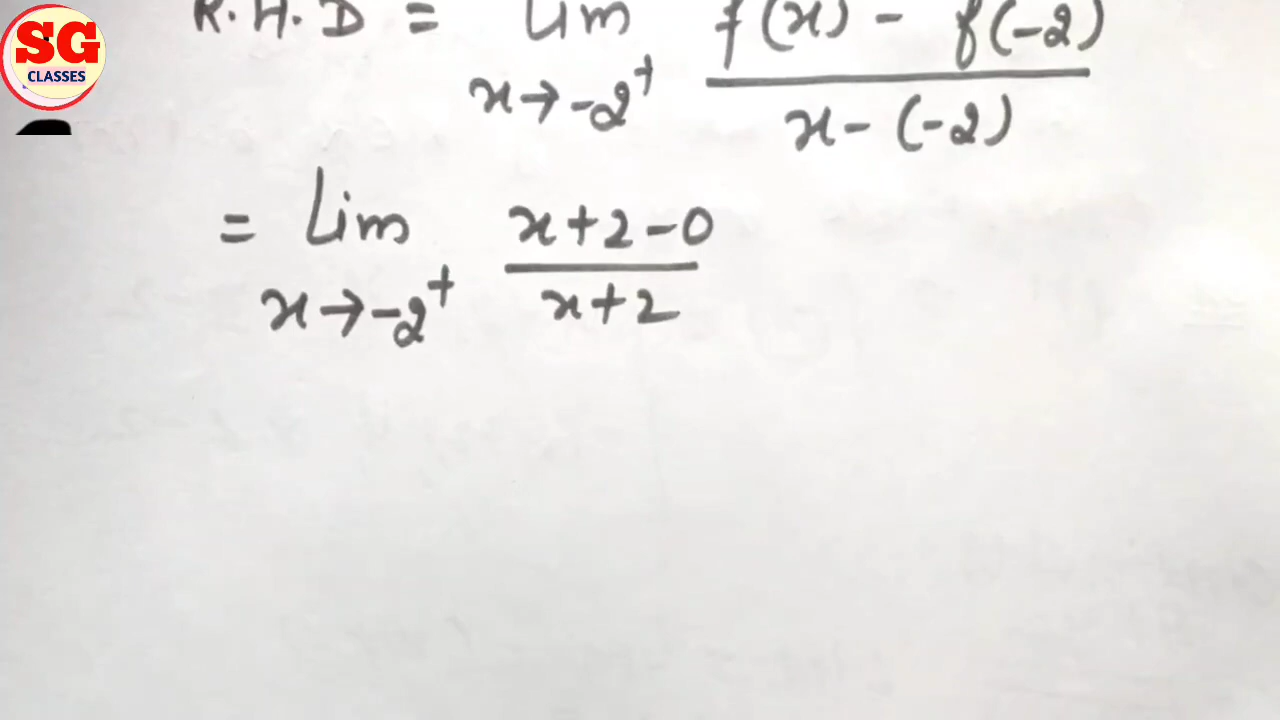 SG
CLASSES
R.H.D = Lim f(x) - f(-2)
x→-2⁺ x-(-2)
= Lim x+2-0
x→-2⁺ x+2